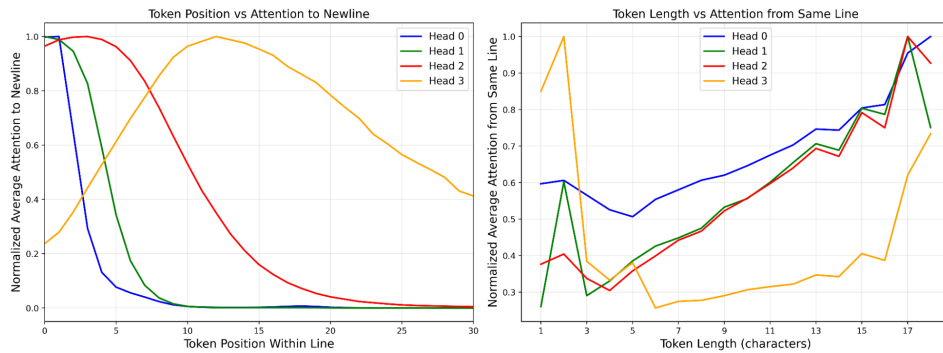 Token Position vs Attention to Newline
Normalized Average Attention to Newline
1.0
0.8
0.6
0.4
0.2
0.0
0
5
10
15
20
25
30
Token Position Within Line
Head 0
Head 1
Head 2
Head 3
Token Length vs Attention from Same Line
Normalized Average Attention from Same Line
1.0
0.9
0.8
0.7
0.6
0.5
0.4
0.3
1
3
5
7
9
11
13
15
17
Token Length (characters)
Head 0
Head 1
Head 2
Head 3